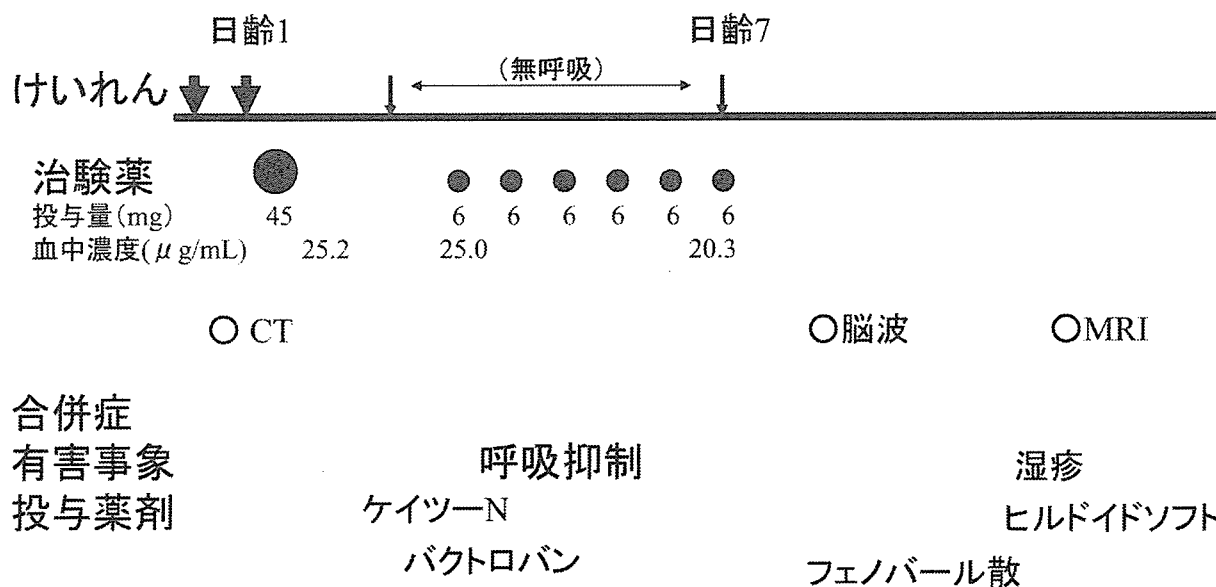 日齢1 日齢7
けいれん (無呼吸)
治験薬
投与量(mg) 45 6 6 6 6 6 6
血中濃度(μg/mL) 25.2 25.0 20.3
CT 脳波 MRI
合併症
有害事象 呼吸抑制 湿疹
投与薬剤 ケイツーN ヒルドイドソフト
バクトロバン フェノバール散